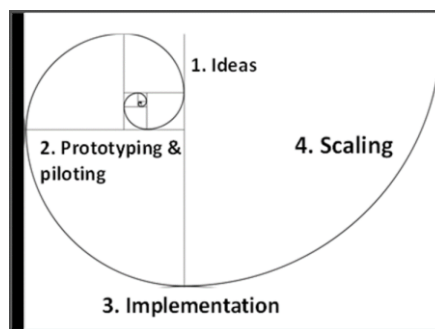 1. Ideas
2. Prototyping &
piloting
4. Scaling
3. Implementation